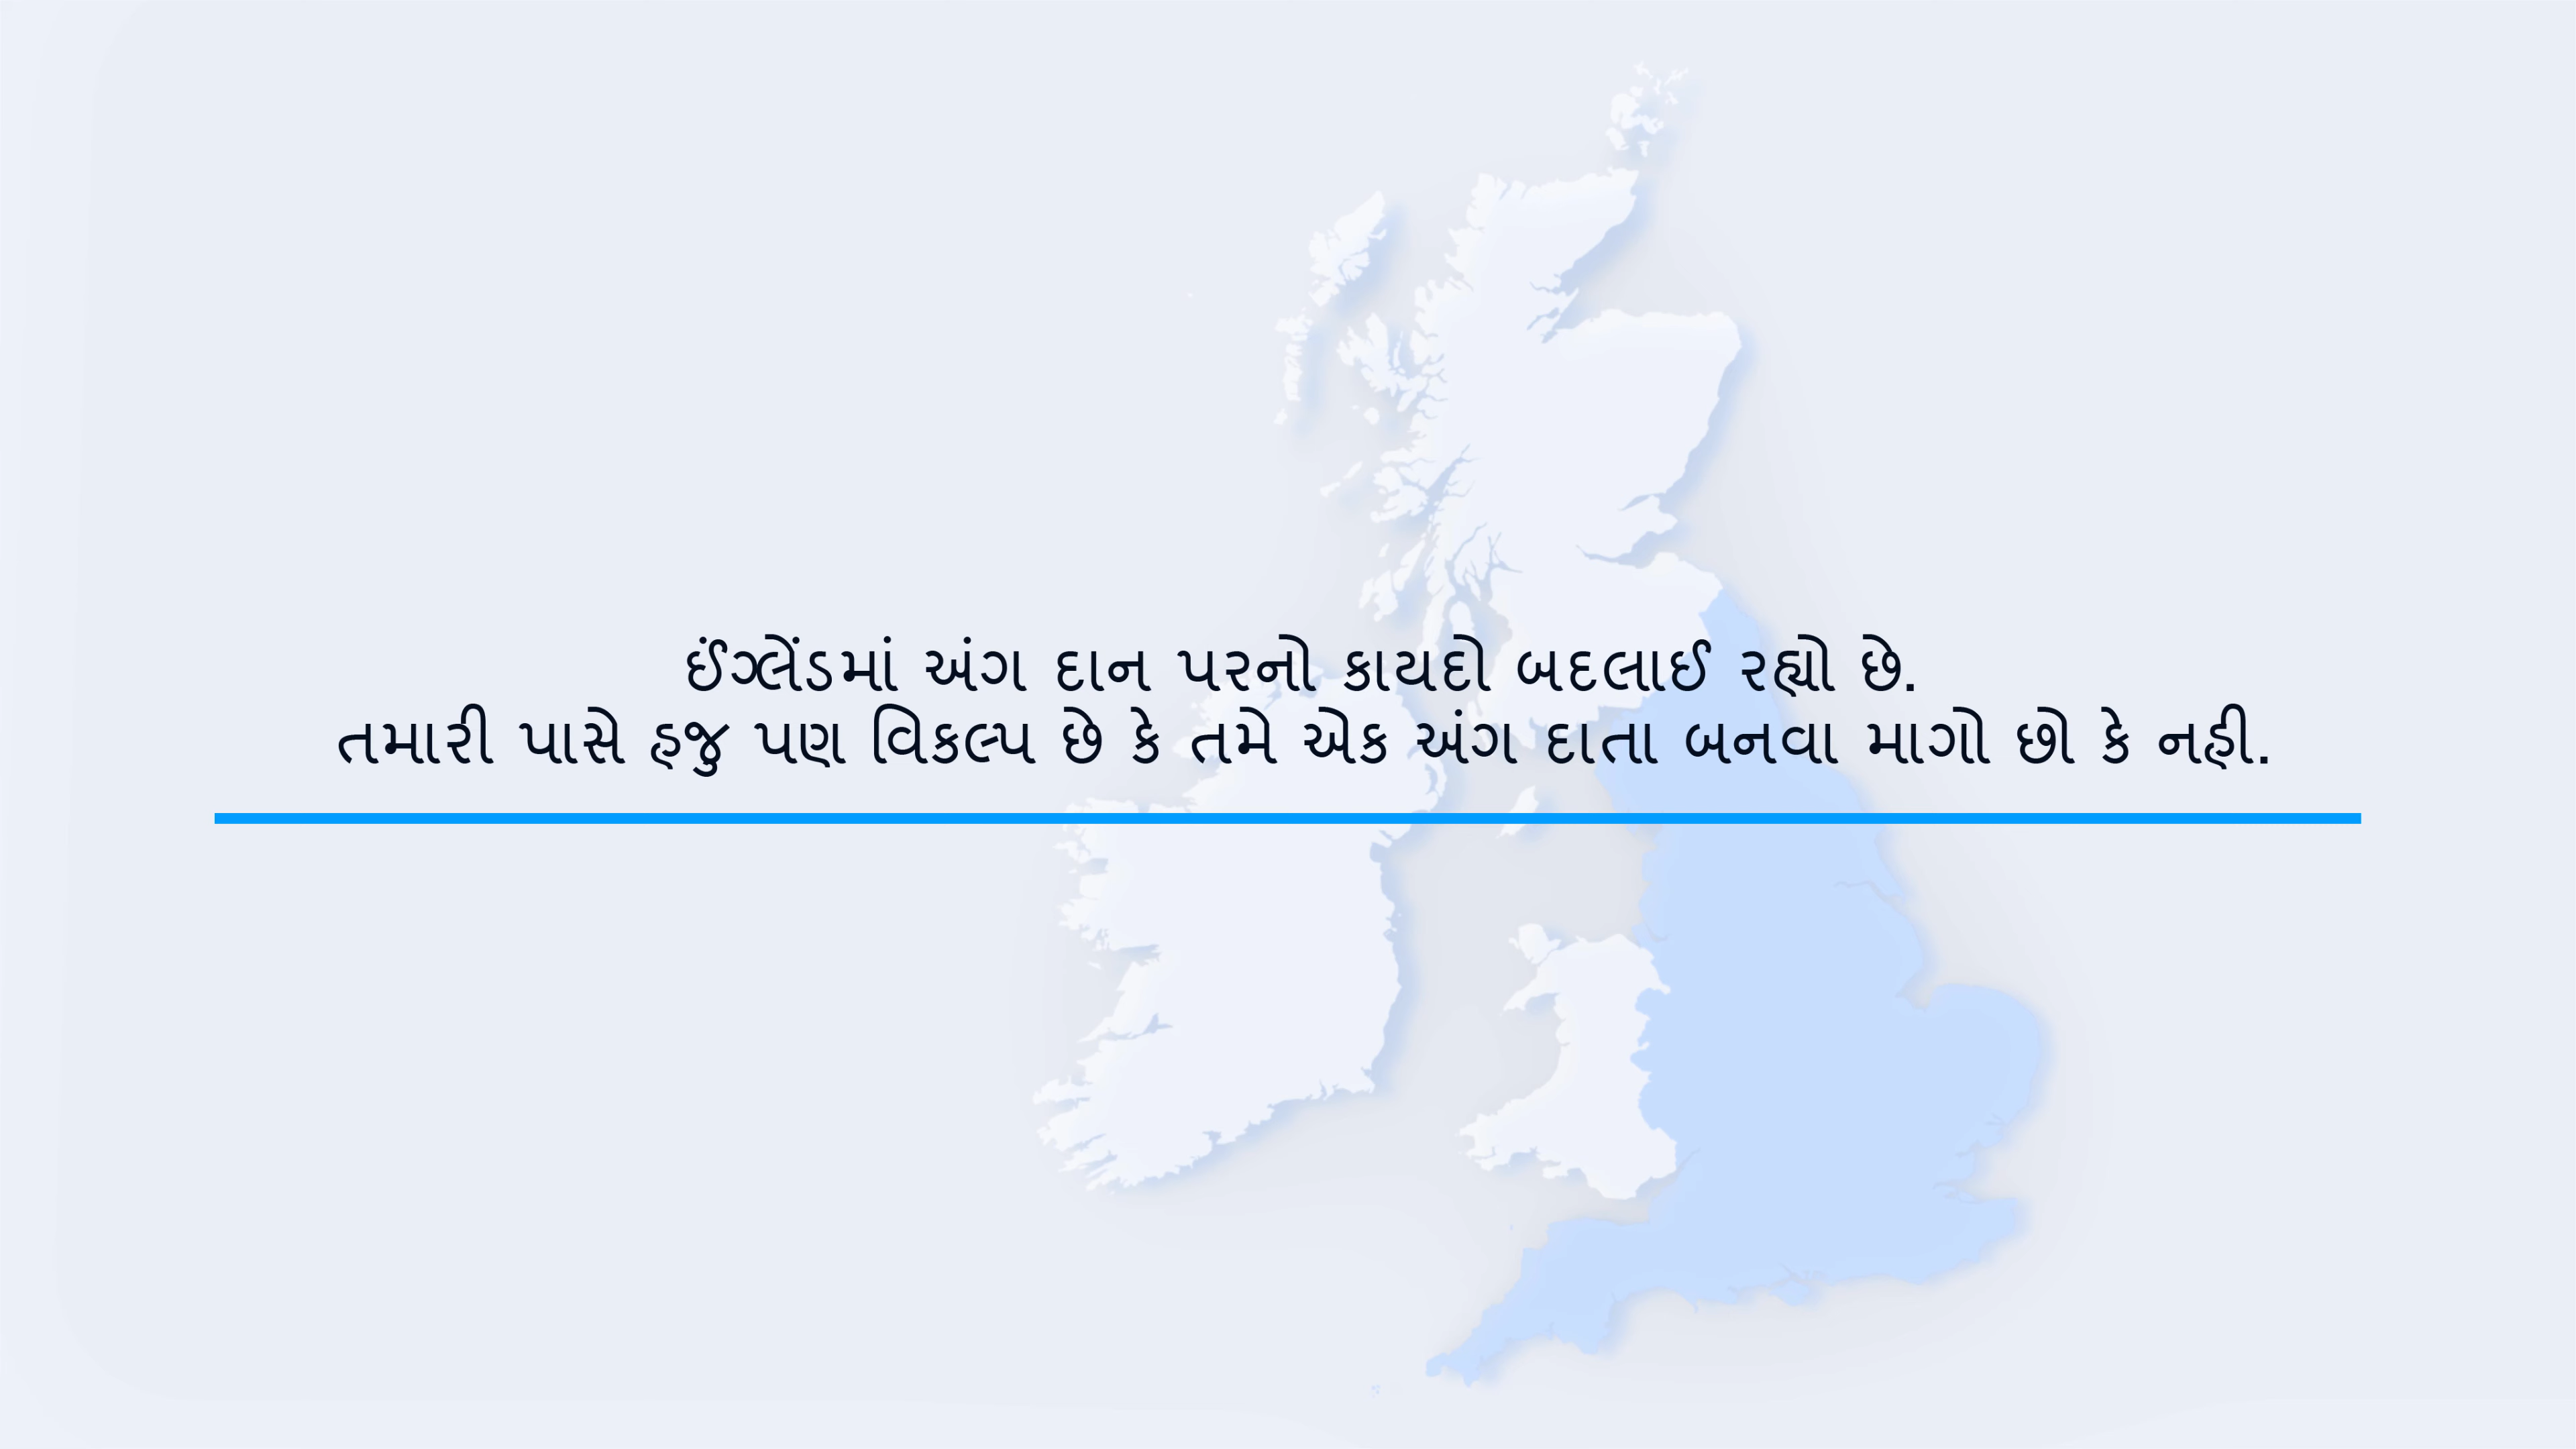 ઈંગ્લેંડમાં અંગ દાન પરનો કાયદો બદલાઈ રહ્યો છે.
તમારી પાસે હજુ પણ વિકલ્પ છે કે તમે એક અંગ દાતા બનવા માગો છો કે નહી.